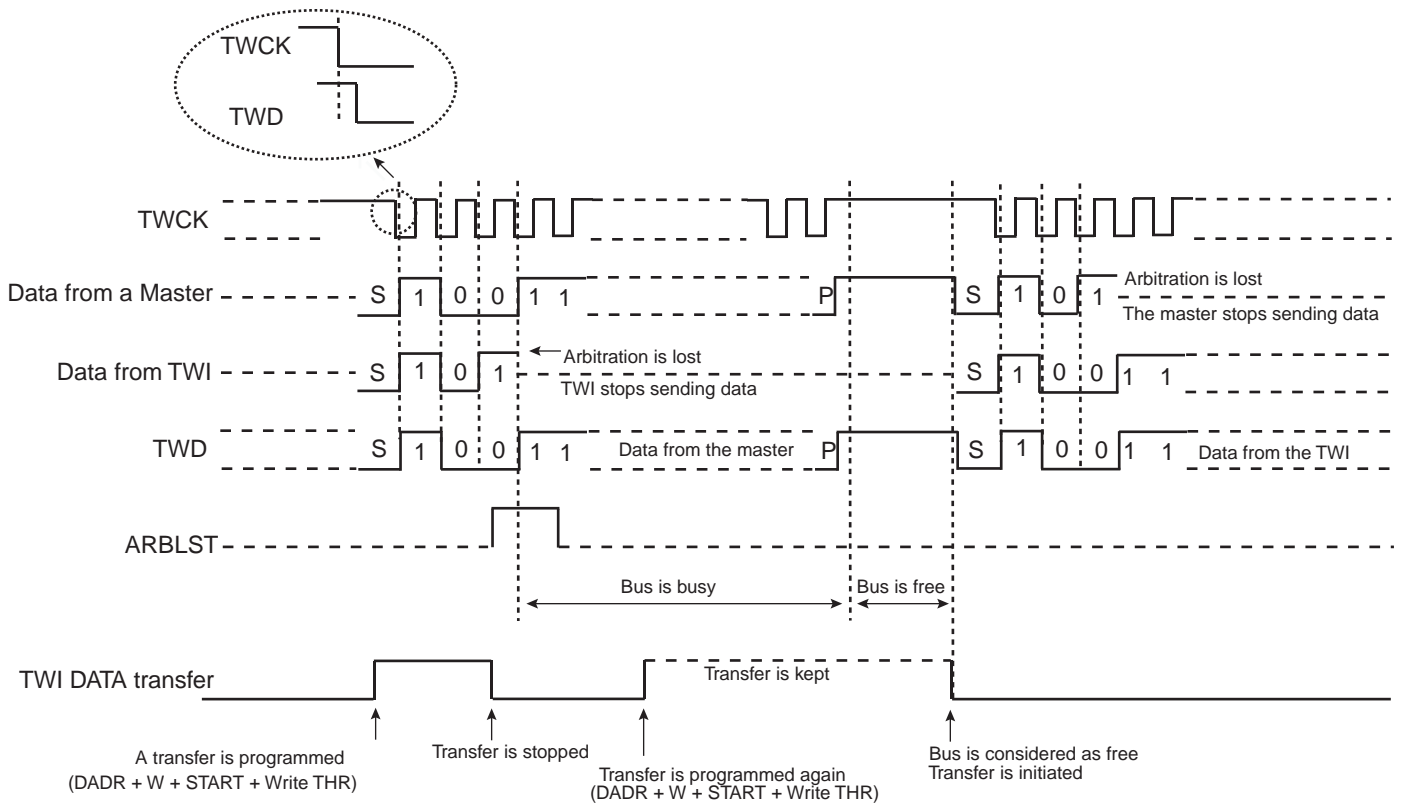 TWCK
TWD
TWCK
Data from a Master S 1 0 0 1 1 P S 1 0 1 Arbitration is lost
The master stops sending data
Data from TWI S 1 0 1 Arbitration is lost S 1 0 0 1 1
TWI stops sending data
TWD S 1 0 0 1 1 Data from the master P S 1 0 0 1 1 Data from the TWI
ARBLST
Bus is busy Bus is free
TWI DATA transfer Transfer is kept
A transfer is programmed
(DADR + W + START + Write THR)
Transfer is stopped
Transfer is programmed again
(DADR + W + START + Write THR)
Bus is considered as free
Transfer is initiated